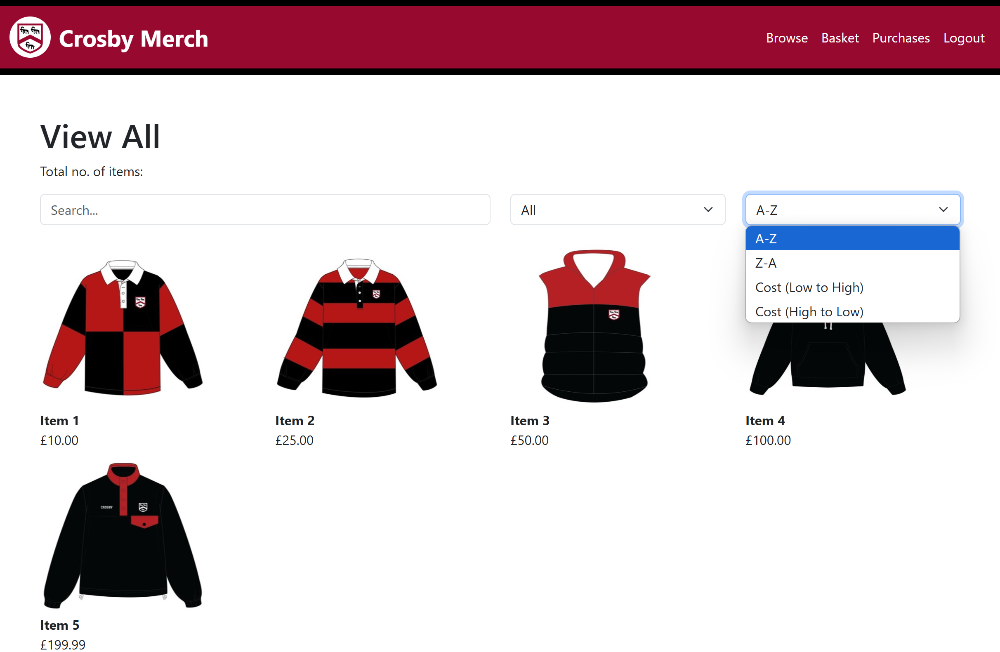 Crosby Merch
Browse Basket Purchases Logout
View All
Total no. of items:
Search...
All
A-Z
A-Z
Z-A
Cost (Low to High)
Cost (High to Low)
Item 1
£10.00
Item 2
£25.00
Item 3
£50.00
Item 4
£100.00
CROSBY
Item 5
£199.99